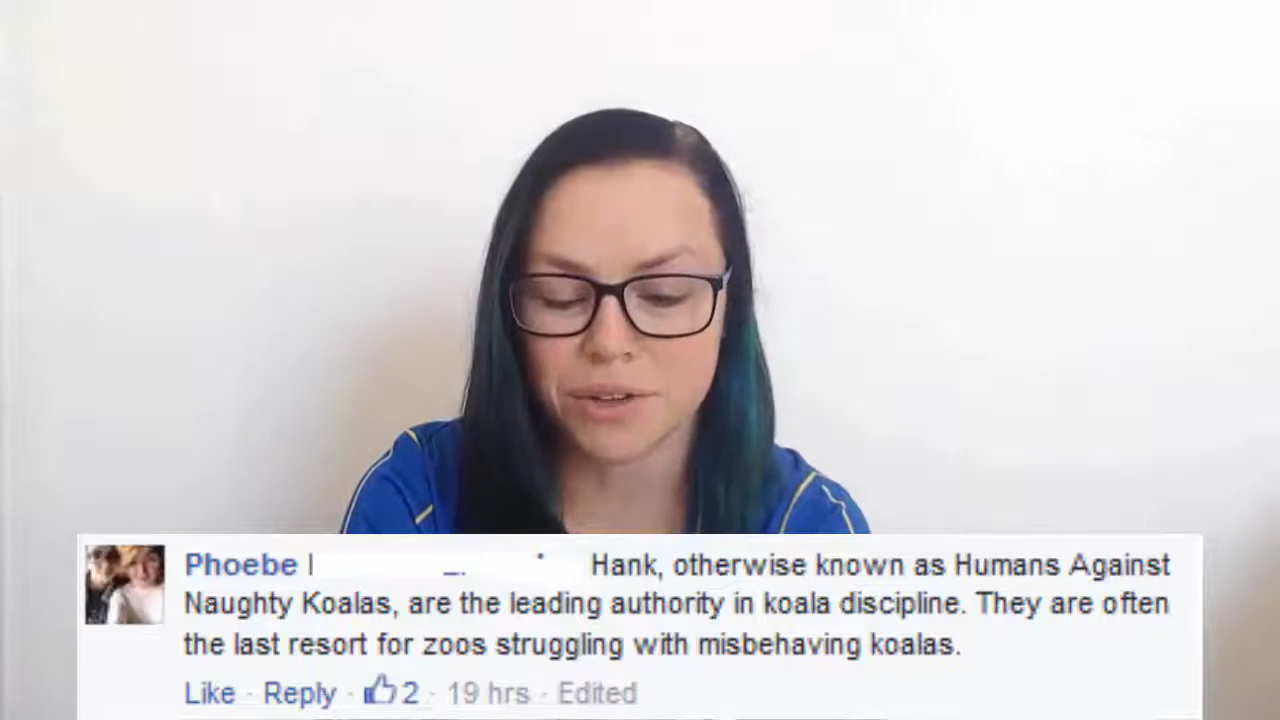 Phoebe Hank, otherwise known as Humans Against
Naughty Koalas, are the leading authority in koala discipline. They are often
the last resort for zoos struggling with misbehaving koalas.
Like · Reply · 2 · 19 hrs · Edited